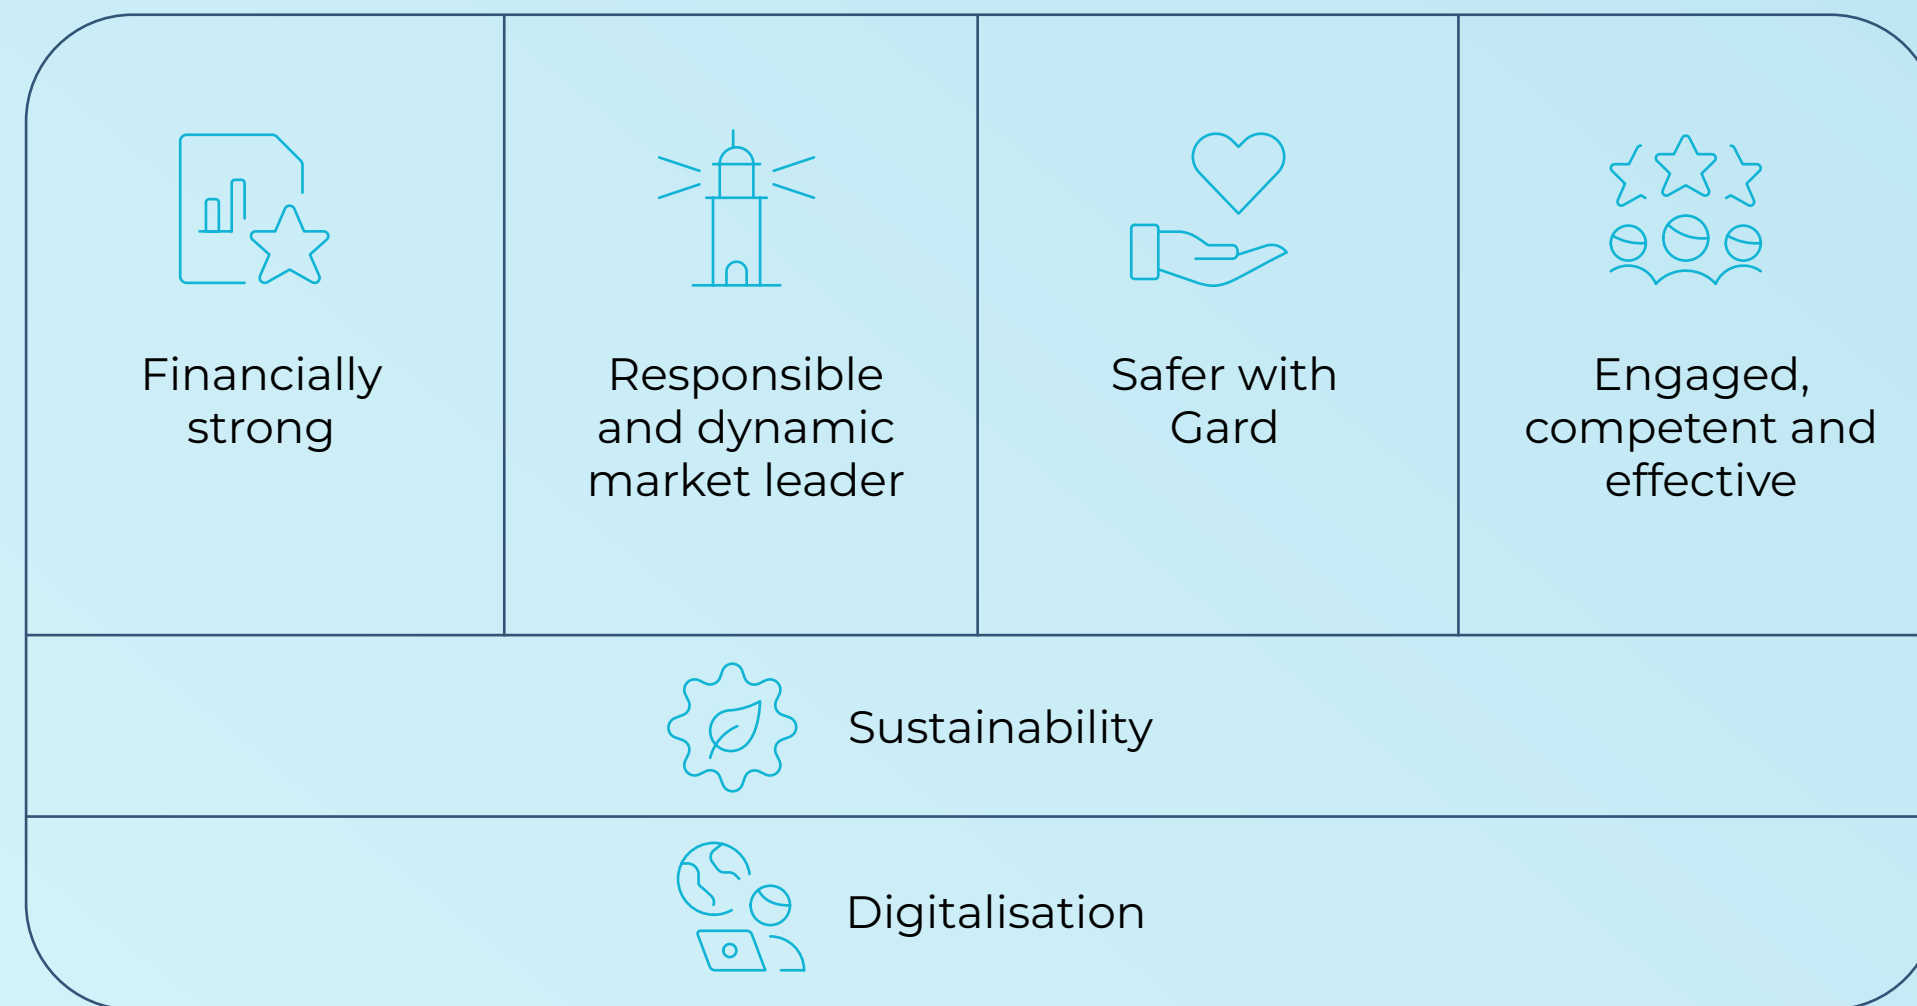 Financially
strong
Responsible
and dynamic
market leader
Safer with
Gard
Engaged,
competent and
effective
Sustainability
Digitalisation